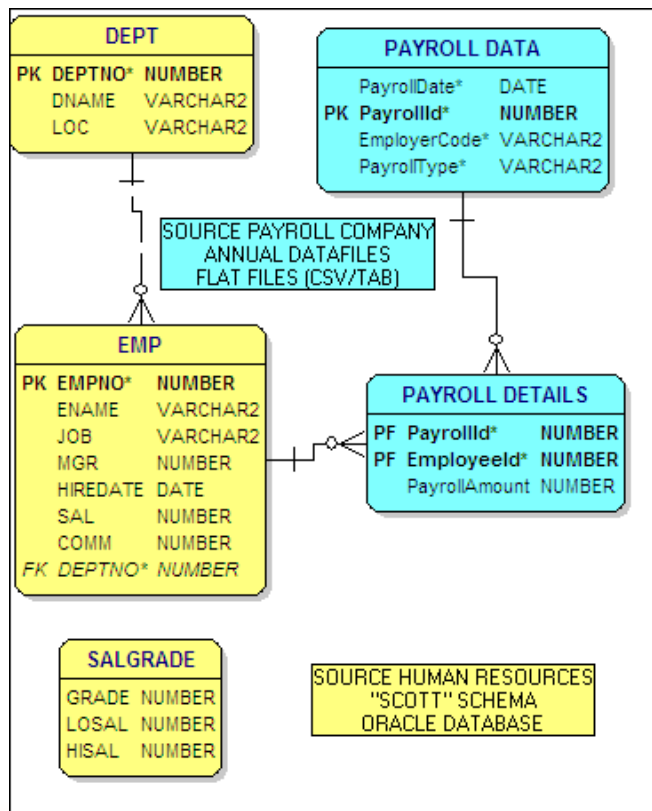 DEPT
PK DEPTNO* NUMBER
DNAME VARCHAR2
LOC VARCHAR2
PAYROLL DATA
PayrollDate* DATE
PK PayrollId* NUMBER
EmployerCode* VARCHAR2
PayrollType* VARCHAR2
SOURCE PAYROLL COMPANY
ANNUAL DATAFILES
FLAT FILES (CSV/TAB)
EMP
PK EMPNO* NUMBER
ENAME VARCHAR2
JOB VARCHAR2
MGR NUMBER
HIREDATE DATE
SAL NUMBER
COMM NUMBER
FK DEPTNO* NUMBER
PAYROLL DETAILS
PF PayrollId* NUMBER
PF EmployeeId* NUMBER
PayrollAmount NUMBER
SALGRADE
GRADE NUMBER
LOSAL NUMBER
HISAL NUMBER
SOURCE HUMAN RESOURCES
"SCOTT" SCHEMA
ORACLE DATABASE